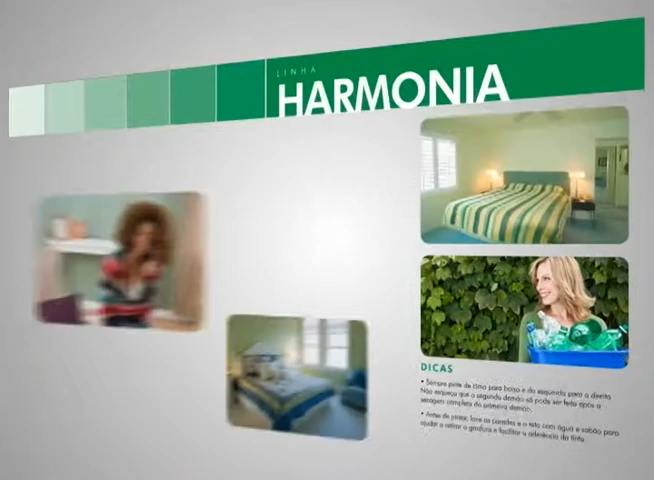 LINHA
HARMONIA
DICAS
• Sempre pinte de cima para baixo e da esquerda para a direita.
Não esqueça que a segunda demão só pode ser feita após a
secagem completa da primeira demão.
• Antes de pintar, lave as paredes e o teto com água e sabão para
ajudar a retirar a gordura e facilitar a aderência da tinta.